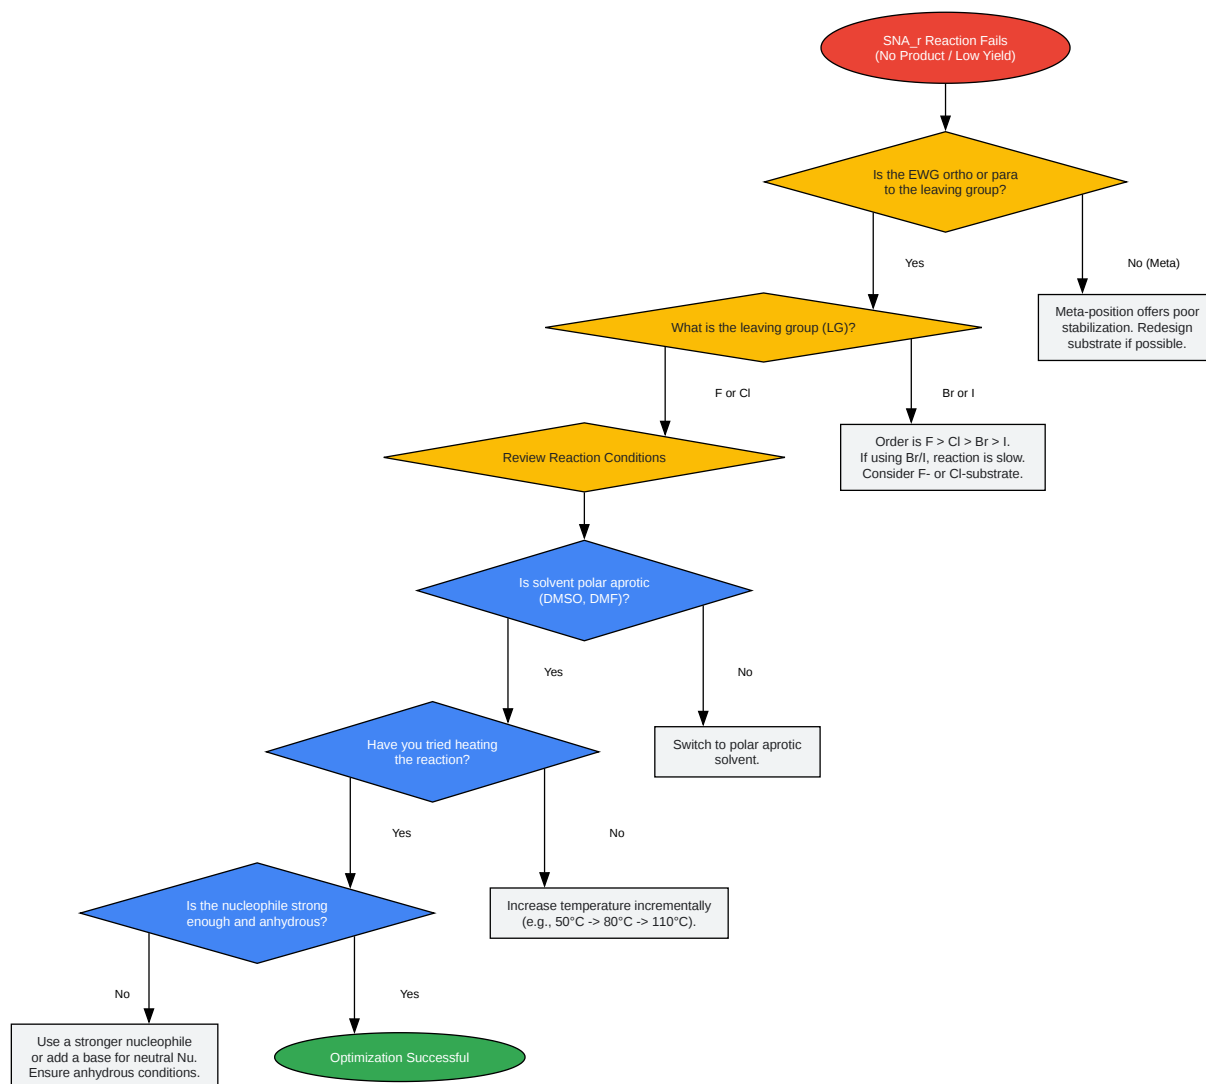 SNA_r Reaction Fails
(No Product / Low Yield)
Is the EWG ortho or para
to the leaving group?
Yes
No (Meta)
What is the leaving group (LG)?
Meta-position offers poor
stabilization. Redesign
substrate if possible.
F or Cl
Br or I
Review Reaction Conditions
Order is F > Cl > Br > I.
If using Br/I, reaction is slow.
Consider F- or Cl-substrate.
Is solvent polar aprotic
(DMSO, DMF)?
Yes
No
Have you tried heating
the reaction?
Switch to polar aprotic
solvent.
Yes
No
Is the nucleophile strong
enough and anhydrous?
Increase temperature incrementally
(e.g., 50°C -> 80°C -> 110°C).
No
Yes
Use a stronger nucleophile
or add a base for neutral Nu.
Ensure anhydrous conditions.
Optimization Successful